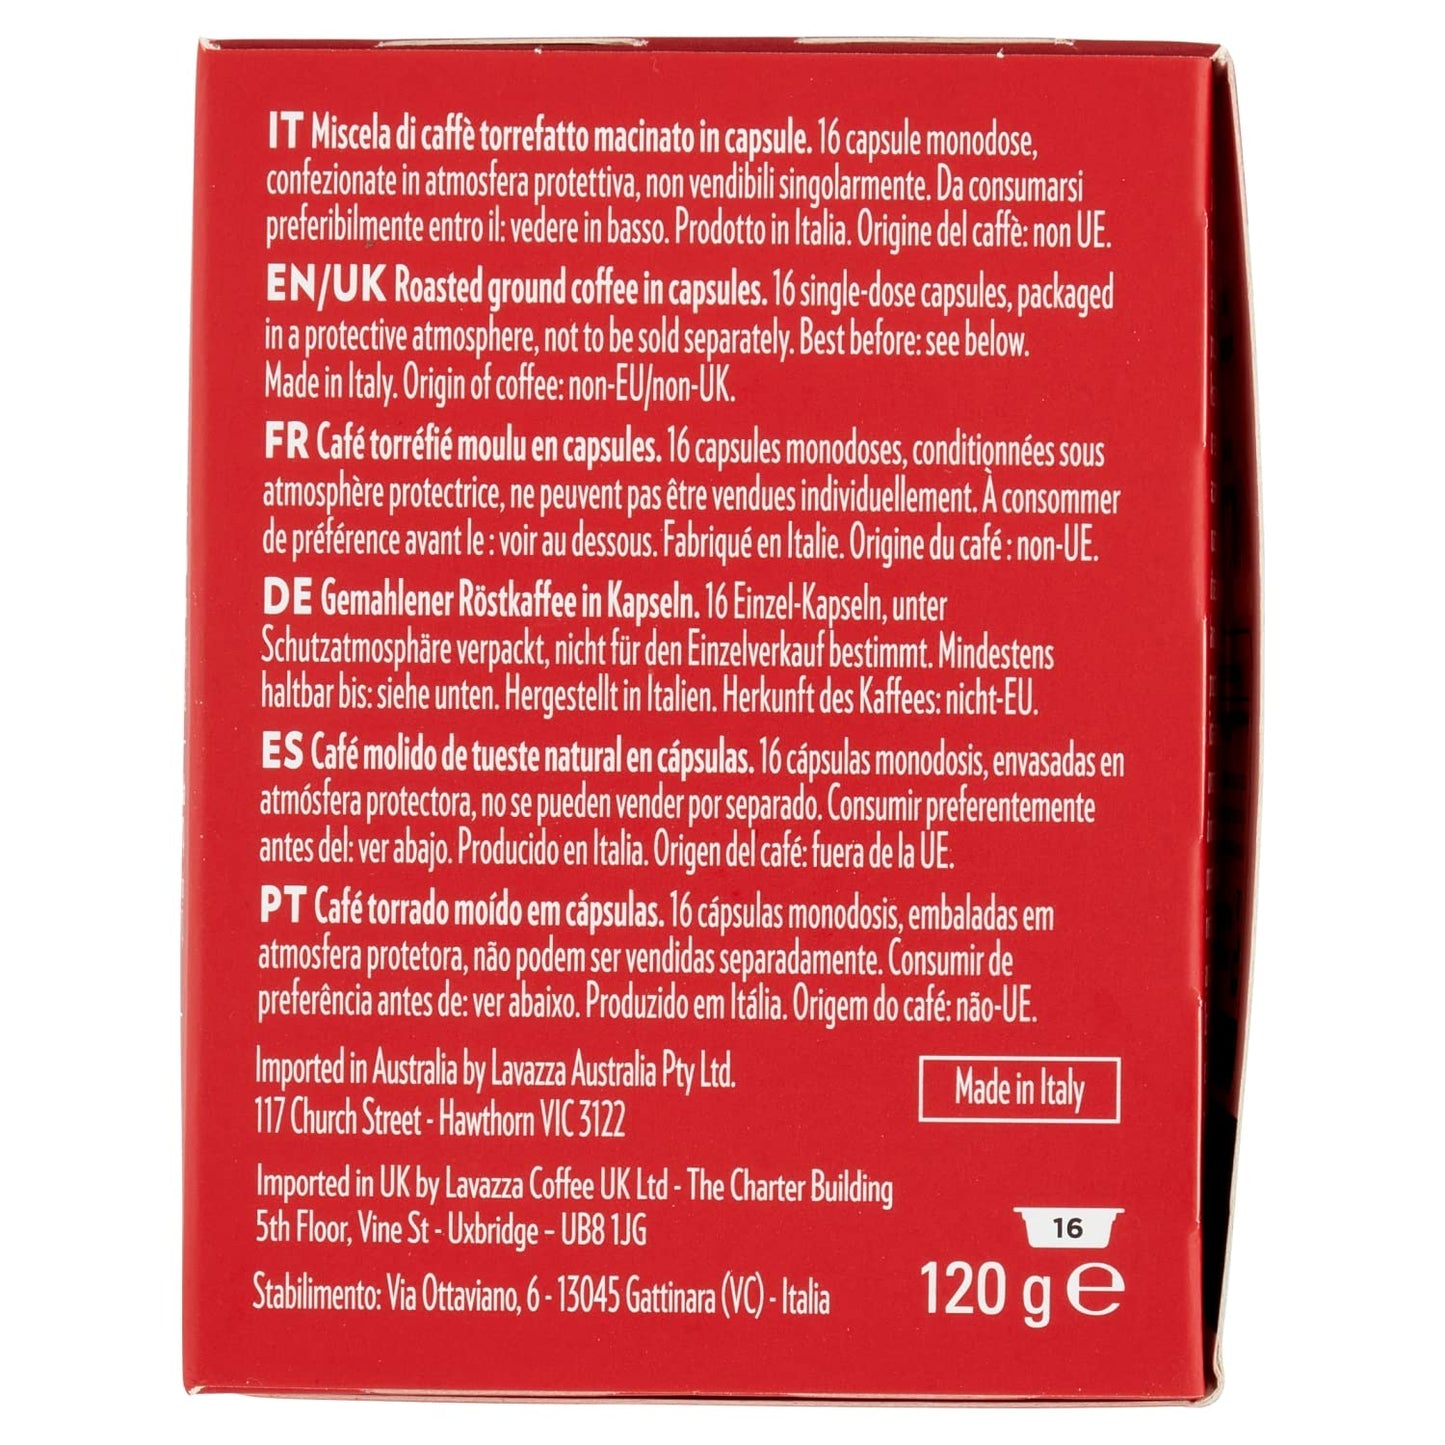 IT Miscela di caffè torrefatto macinato in capsule. 16 capsule monodose,
confezionate in atmosfera protettiva, non vendibili singolarmente. Da consumarsi
preferibilmente entro il: vedere in basso. Prodotto in Italia. Origine del caffè: non UE.
EN/UK Roasted ground coffee in capsules. 16 single-dose capsules, packaged
in a protective atmosphere, not to be sold separately. Best before: see below.
Made in Italy. Origin of coffee: non-EU/non-UK.
FR Café torréfié moulu en capsules. 16 capsules monodoses, conditionnées sous
atmosphère protectrice, ne peuvent pas être vendues individuellement. À consommer
de préférence avant le : voir au dessous. Fabriqué en Italie. Origine du café : non-UE.
DE Gemahlener Röstkaffee in Kapseln. 16 Einzel-Kapseln, unter
Schutzatmosphäre verpackt, nicht für den Einzelverkauf bestimmt. Mindestens
haltbar bis: siehe unten. Hergestellt in Italien. Herkunft des Kaffees: nicht-EU.
ES Café molido de tueste natural en cápsulas. 16 cápsulas monodosis, envasadas en
atmósfera protectora, no se pueden vender por separado. Consumir preferentemente
antes del: ver abajo. Producido en Italia. Origen del café: fuera de la UE.
PT Café torrado moído em cápsulas. 16 cápsulas monodosis, embaladas em
atmosfera protetora, não podem ser vendidas separadamente. Consumir de
preferência antes de: ver abaixo. Produzido em Itália. Origem do café: não-UE.
Imported in Australia by Lavazza Australia Pty Ltd.
117 Church Street - Hawthorn VIC 3122
Made in Italy
Imported in UK by Lavazza Coffee UK Ltd - The Charter Building
5th Floor, Vine St - Uxbridge – UB8 1JG
Stabilimento: Via Ottaviano, 6 - 13045 Gattinara (VC) - Italia
16
120 g ℮